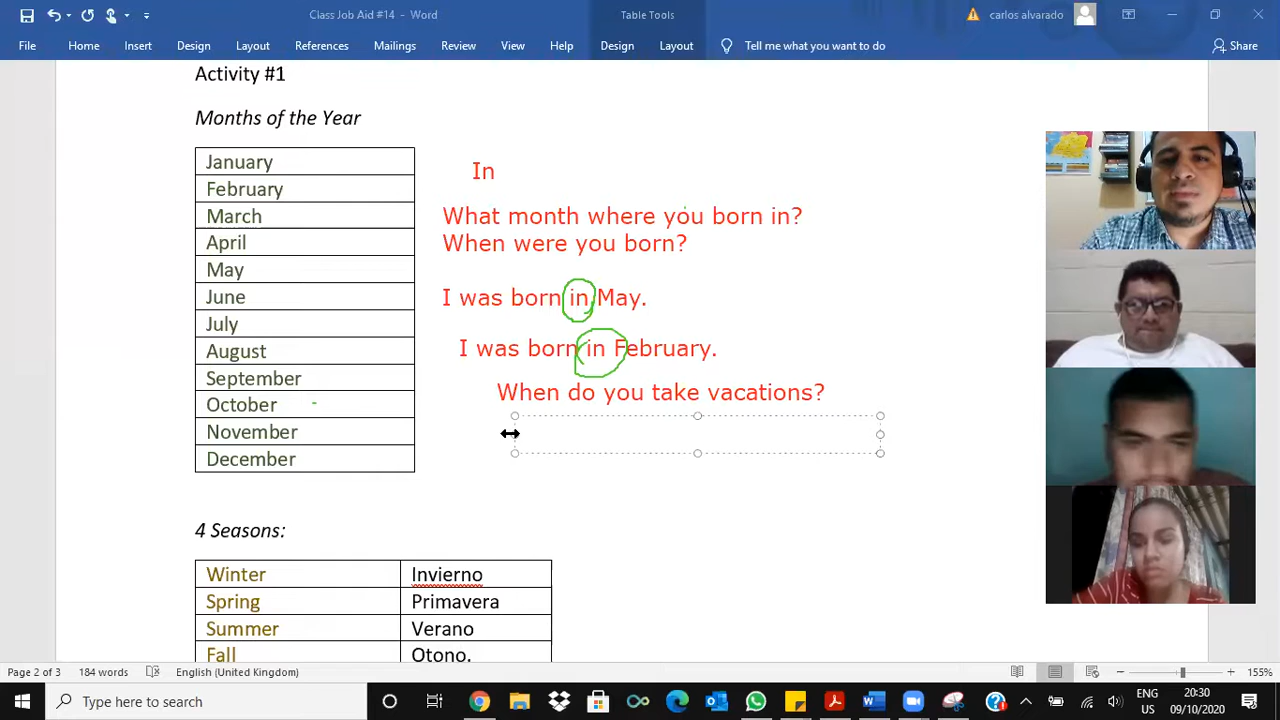 Class Job Aid #14 - Word
Table Tools
carlos alvarado
File Home Insert Design Layout References Mailings Review View Help Design Layout Tell me what you want to do Share
Activity #1
Months of the Year
January
February
March
April
May
June
July
August
September
October
November
December
In
What month where you born in?
When were you born?
I was born in May.
I was born in February.
When do you take vacations?
4 Seasons:
Winter Invierno
Spring Primavera
Summer Verano
Fall Otono.
Page 2 of 3 184 words English (United Kingdom) 155%
Type here to search
ENG
US
20:30
09/10/2020